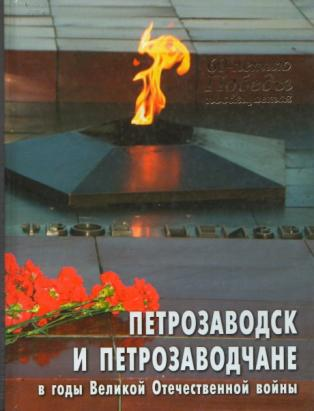 60-летию
Победы
посвящается
ПЕТРОЗАВОДСК
И ПЕТРОЗАВОДЧАНЕ
в годы Великой Отечественной войны